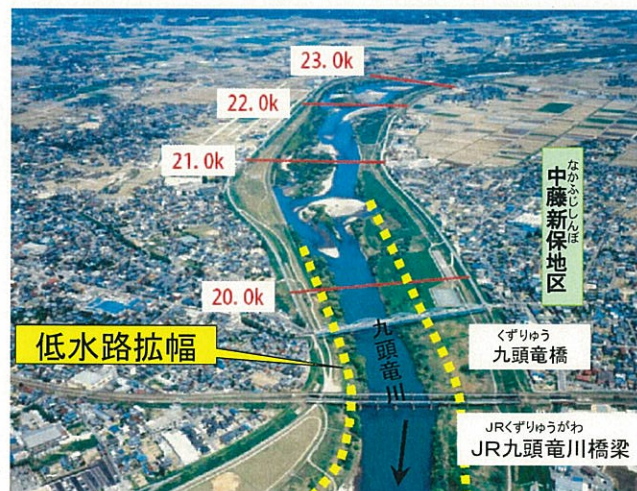 23.0k
22.0k
21.0k
20.0k
なかふじしんぽ
中藤新保地区
低水路拡幅
九頭竜川
くずりゅう
九頭竜橋
JRくずりゅうがわ
JR九頭竜川橋梁